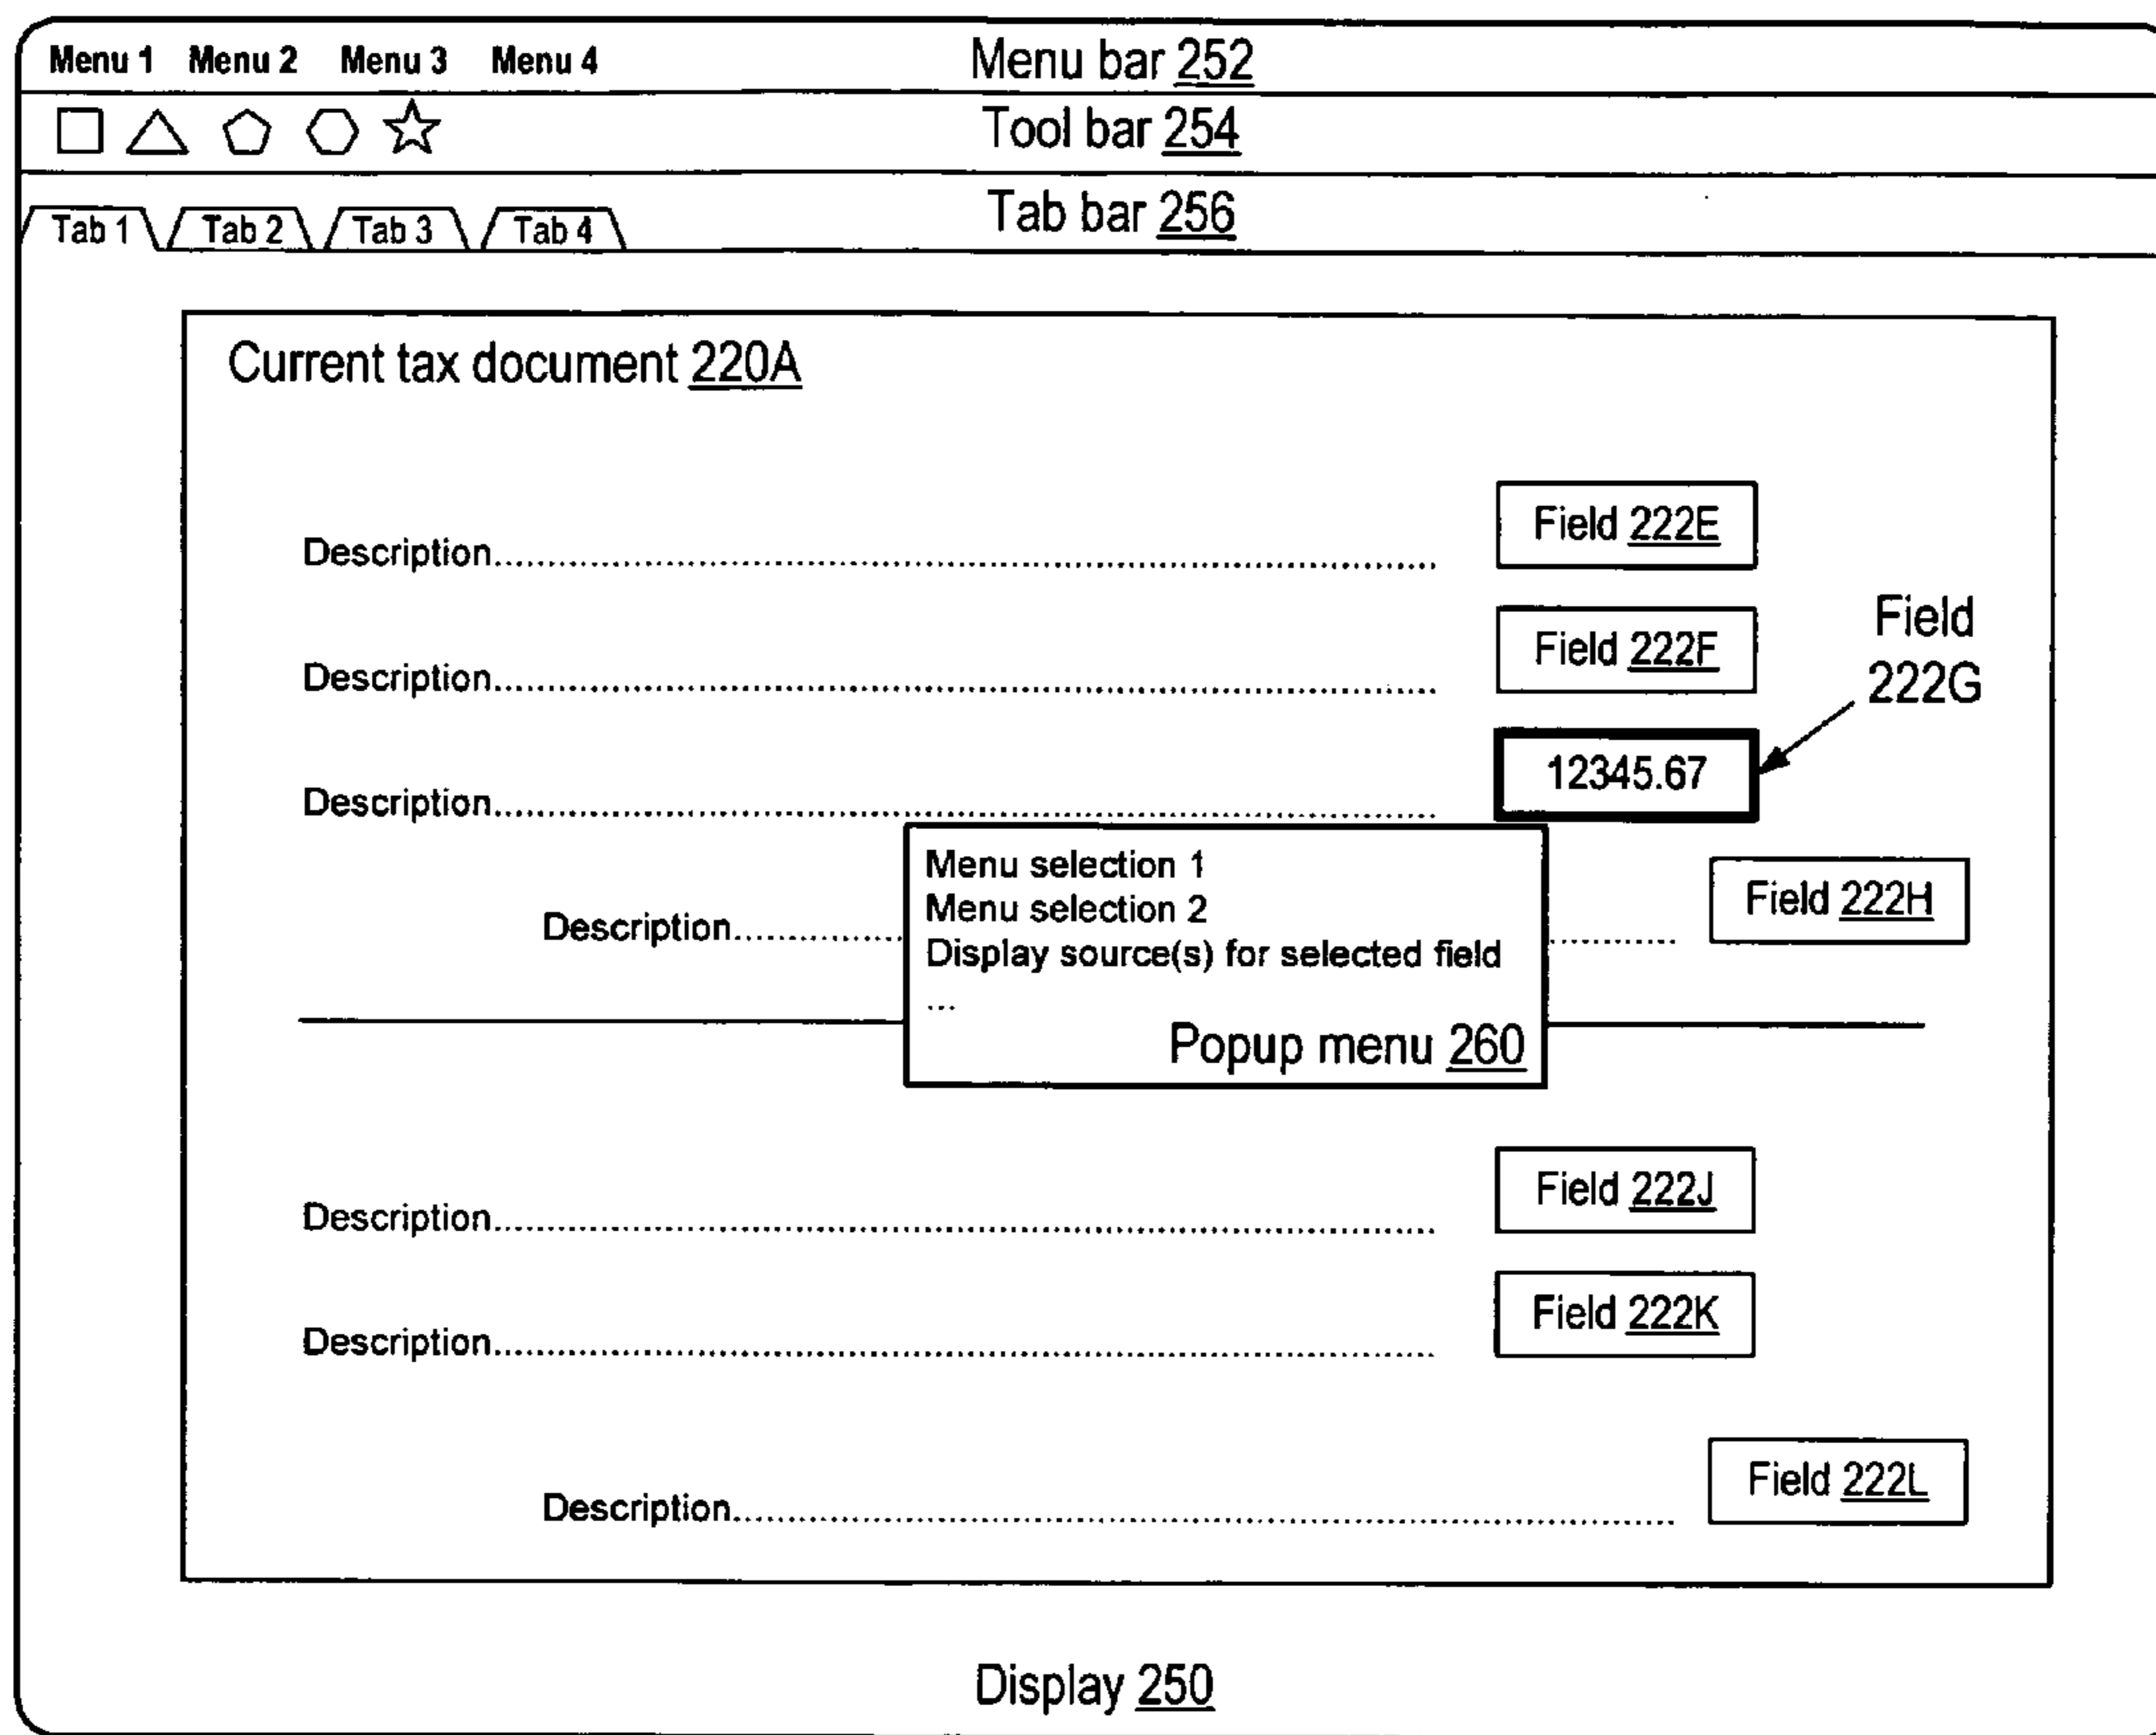 Menu 1 Menu 2 Menu 3 Menu 4 Menu bar 252
Tool bar 254
Tab bar 256
Tab 1 Tab 2 Tab 3 Tab 4
Current tax document 220A
Field 222E
Description........................................
Field 222F
Description........................................
Field
222G
12345.67
Description........................................
Menu selection 1
Menu selection 2
Display source(s) for selected field
...
Popup menu 260
Description........................................
Field 222H
Field 222J
Description........................................
Field 222K
Description........................................
Field 222L
Description........................................
Display 250